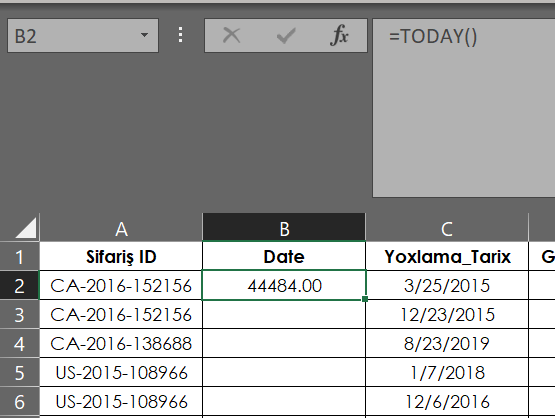 B2 fx =TODAY()
A B C
1 Sifariş ID Date Yoxlama_Tarix G
2 CA-2016-152156 44484.00 3/25/2015
3 CA-2016-152156 12/23/2015
4 CA-2016-138688 8/23/2019
5 US-2015-108966 1/7/2018
6 US-2015-108966 12/6/2016